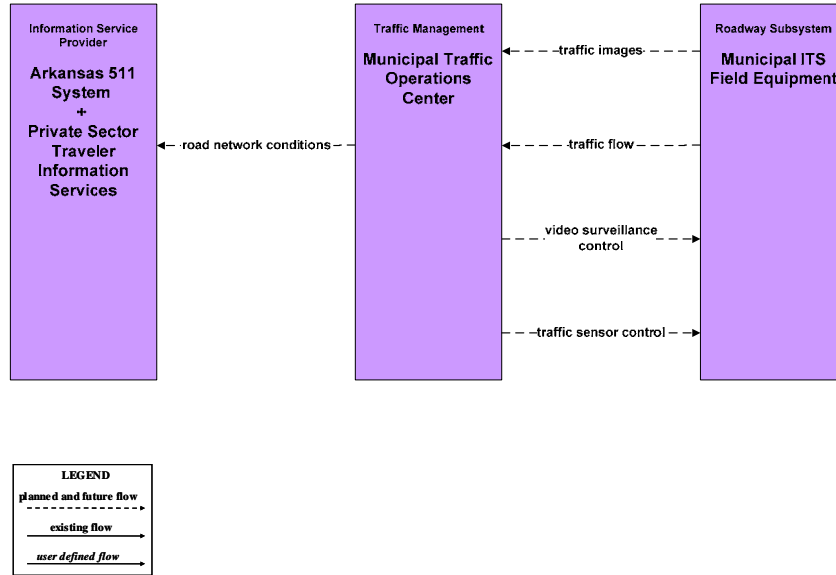 Information Service
Provider
Arkansas 511
System
+
Private Sector
Traveler
Information
Services
Traffic Management
Municipal Traffic
Operations
Center
Roadway Subsystem
Municipal ITS
Field Equipment
traffic images
road network conditions
traffic flow
video surveillance
control
traffic sensor control
LEGEND
planned and future flow
existing flow
user defined flow